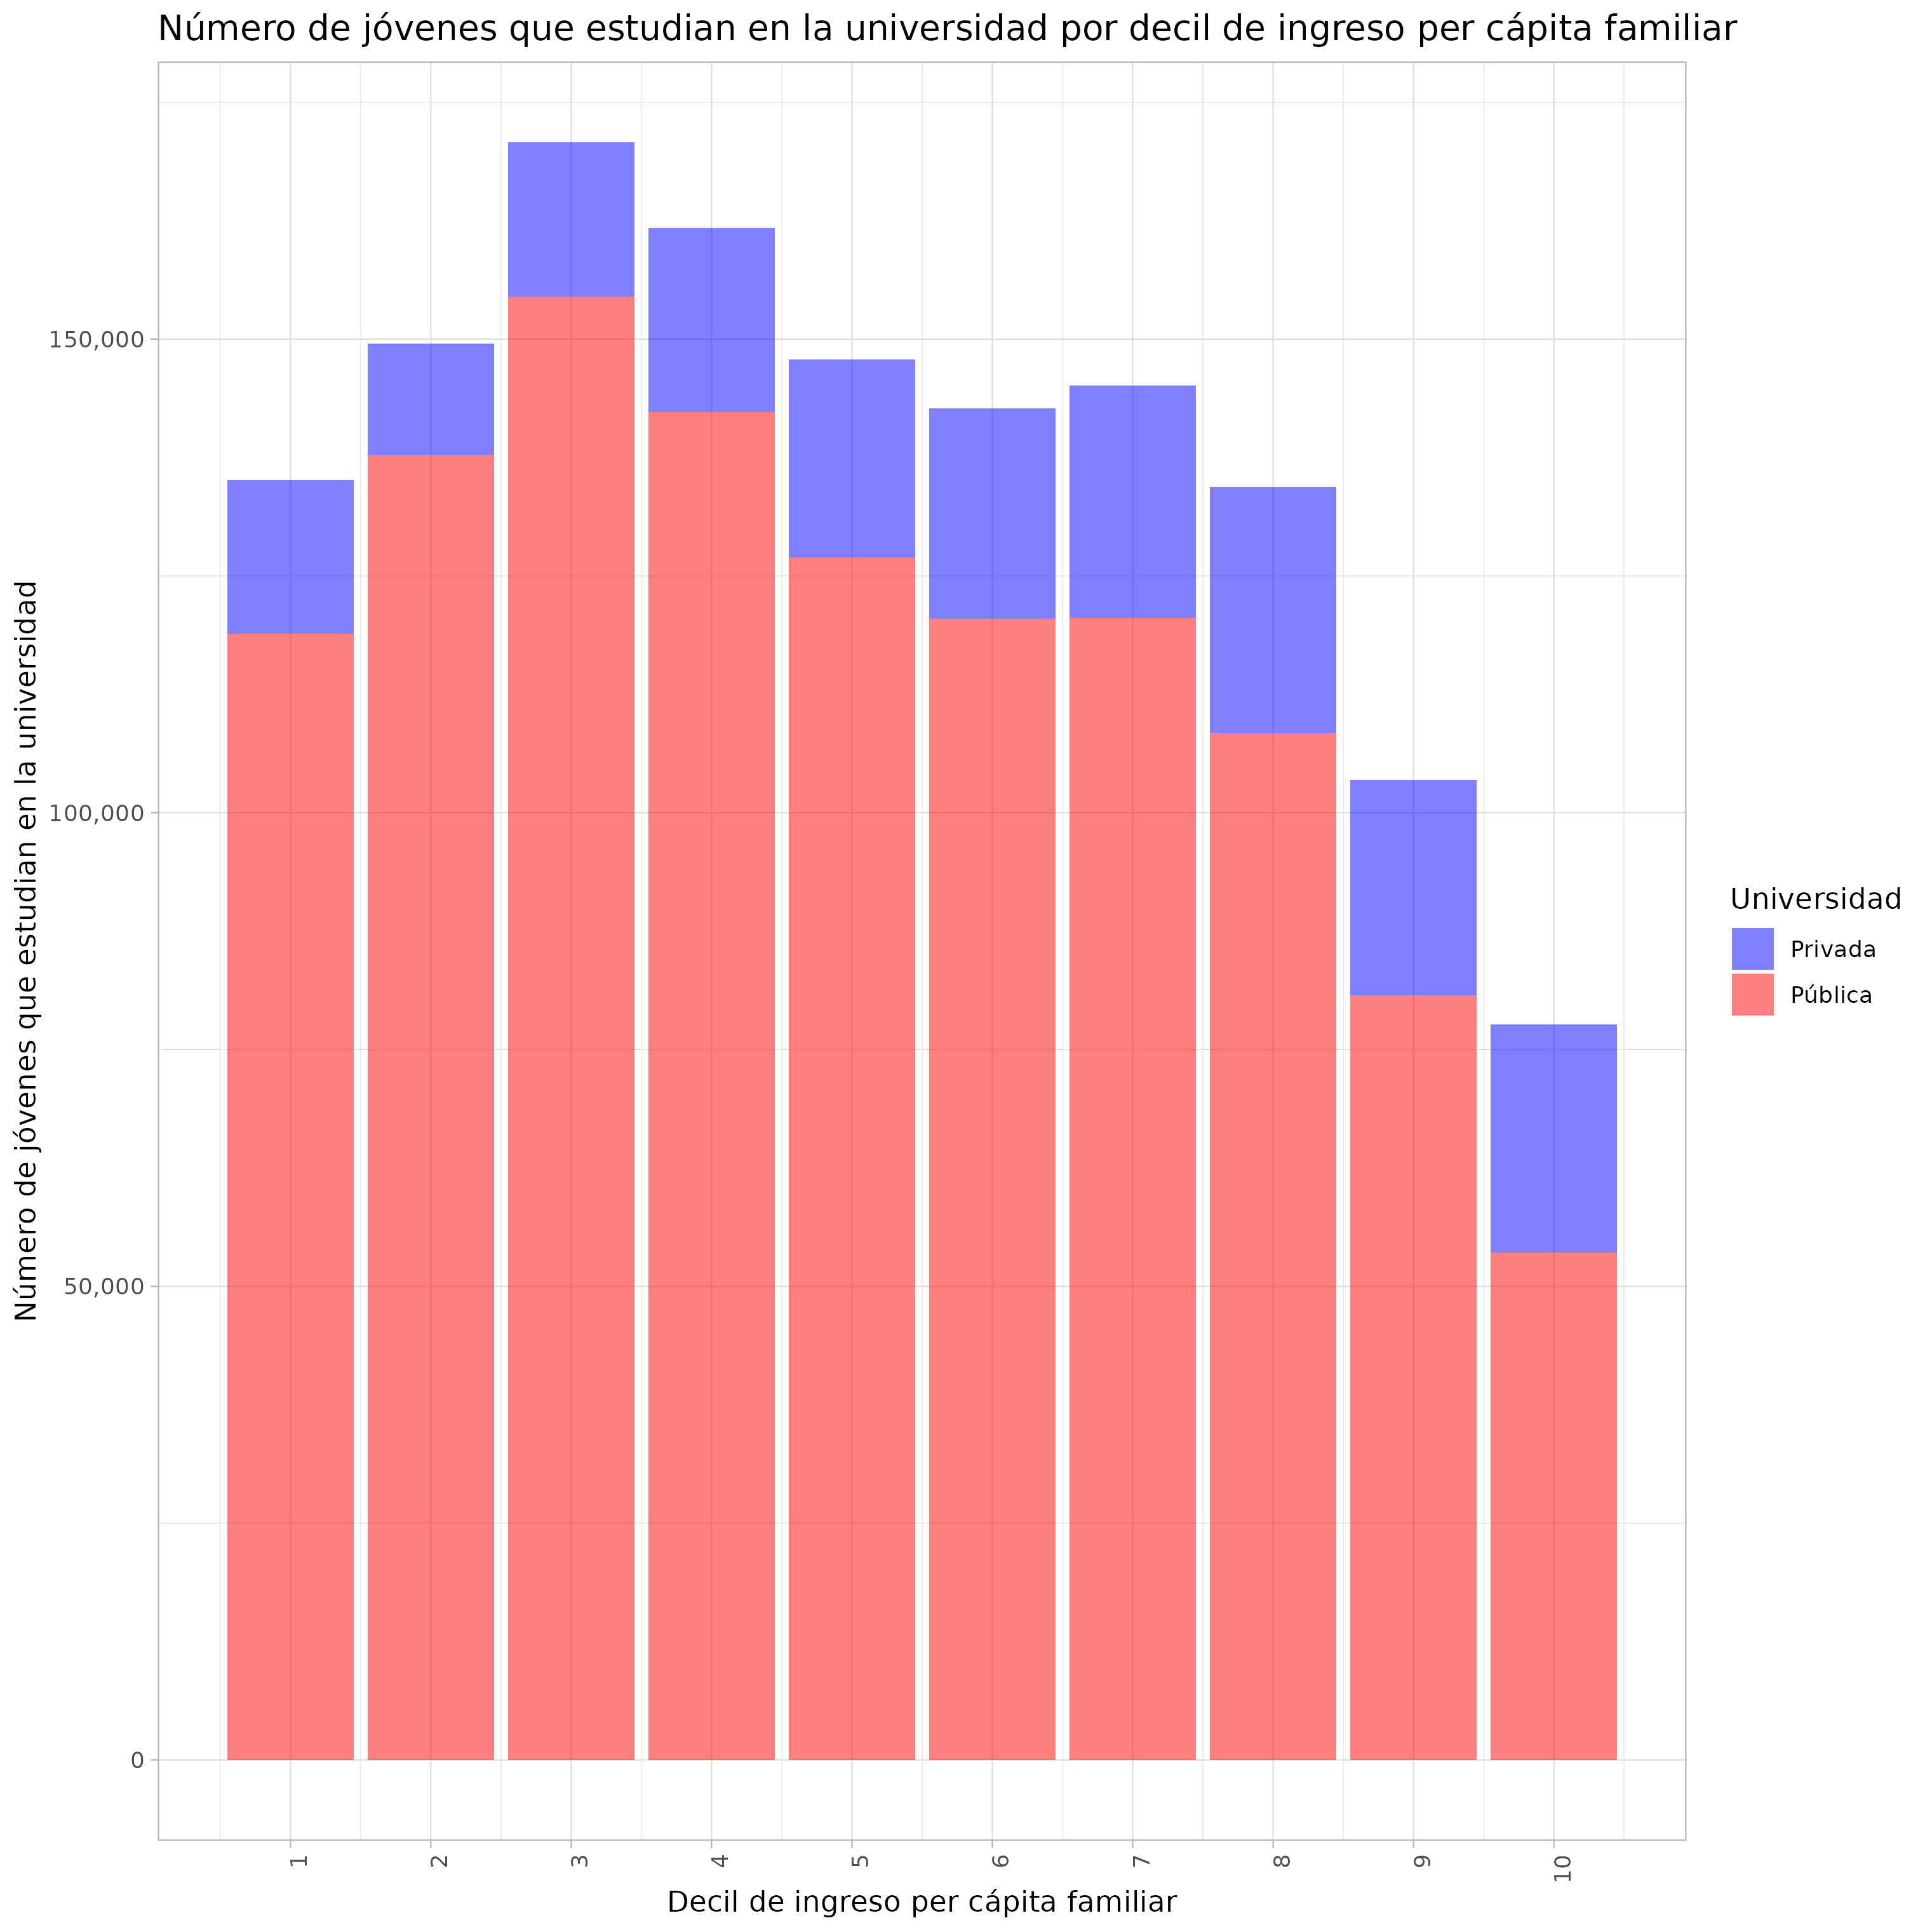 Número de jóvenes que estudian en la universidad por decil de ingreso per cápita familiar
Número de jóvenes que estudian en la universidad
150,000
100,000
50,000
0
1
2
3
4
5
6
7
8
9
10
Decil de ingreso per cápita familiar
Universidad
Privada
Pública